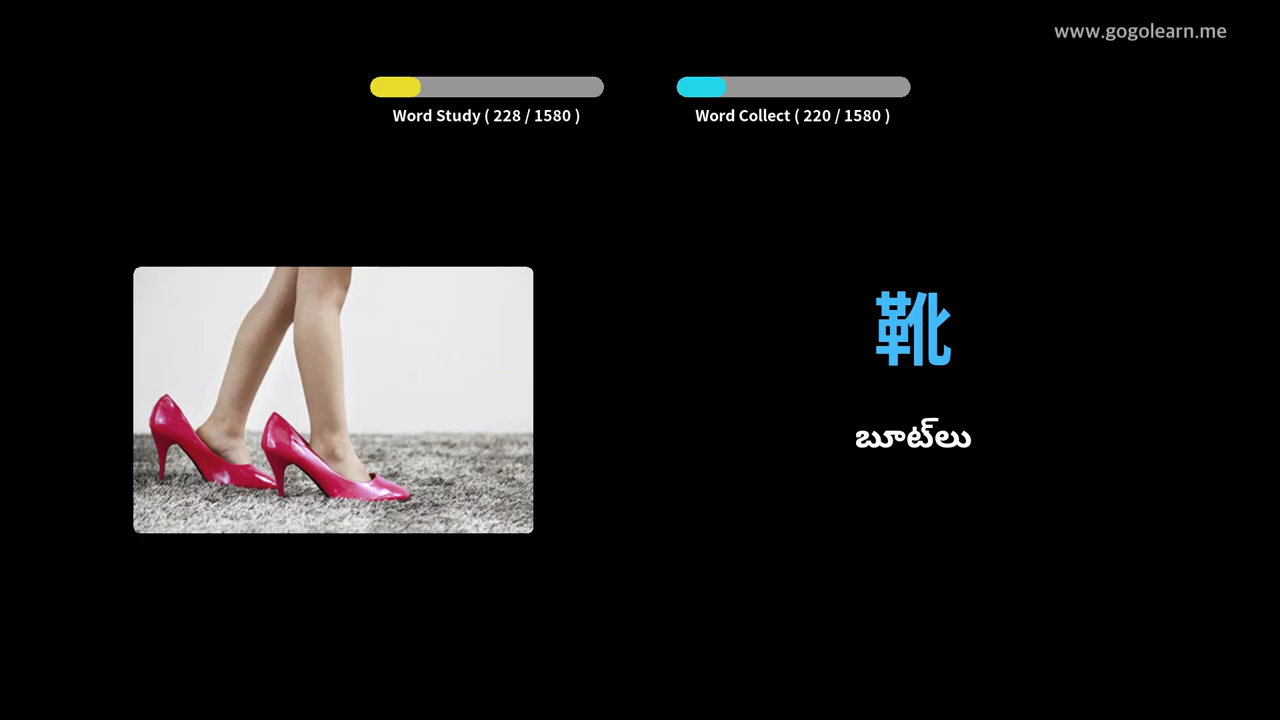 www.gogolearn.me
Word Study ( 228 / 1580 )
Word Collect ( 220 / 1580 )
靴
బూట్‌లు